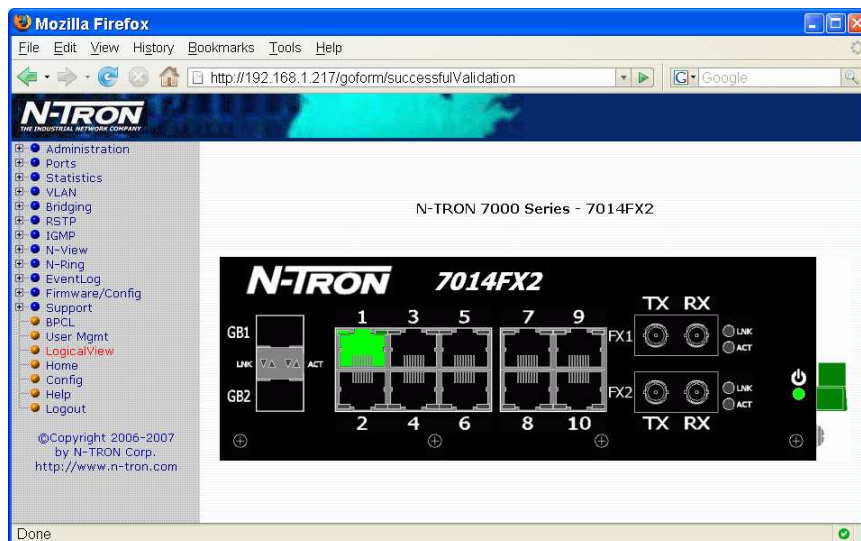 Mozilla Firefox
File Edit View History Bookmarks Tools Help
http://192.168.1.217/goform/successfulValidation
G Google
N-TRON
THE INDUSTRIAL NETWORK COMPANY
Administration
Ports
Statistics
VLAN
Bridging
RSTP
IGMP
N-View
N-Ring
EventLog
Firmware/Config
Support
BPCL
User Mgmt
LogicalView
Home
Config
Help
Logout
©Copyright 2006-2007
by N-TRON Corp.
http://www.n-tron.com
N-TRON 7000 Series - 7014FX2
N-TRON 7014FX2
TX RX
1 3 5 7 9
GB1
FX1
LNK
ACT
LNK ACT
GB2
FX2
LNK
ACT
2 4 6 8 10
TX RX
Done